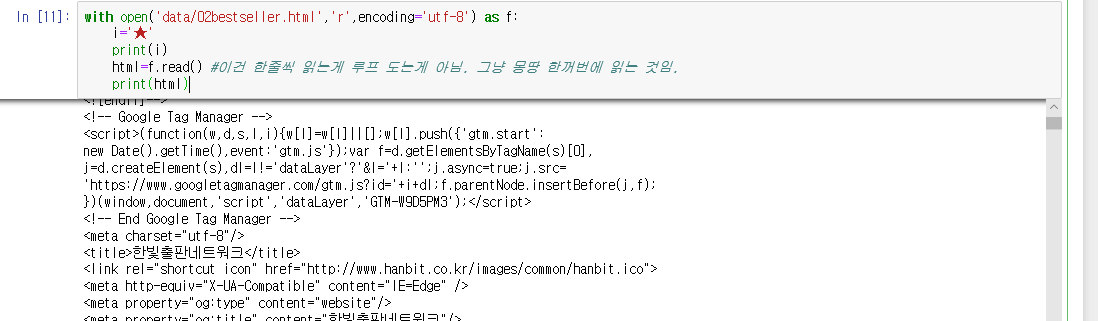 In [11]: with open('data/02bestseller.html','r',encoding='utf-8') as f:
i='★'
print(i)
html=f.read() #이건 한줄씩 읽는게 루프 도는게 아님. 그냥 몽땅 한꺼번에 읽는 것임.
print(html)
<![endif]-->
<!-- Google Tag Manager -->
<script>(function(w,d,s,l,i){w[l]=w[l]||[];w[l].push({'gtm.start':
new Date().getTime(),event:'gtm.js'});var f=d.getElementsByTagName(s)[0],
j=d.createElement(s),dl=l!='dataLayer'?'&l='+l:'';j.async=true;j.src=
'https://www.googletagmanager.com/gtm.js?id='+i+dl;f.parentNode.insertBefore(j,f);
})(window,document,'script','dataLayer','GTM-W9D5PM3');</script>
<!-- End Google Tag Manager -->
<meta charset="utf-8"/>
<title>한빛출판네트워크</title>
<link rel="shortcut icon" href="http://www.hanbit.co.kr/images/common/hanbit.ico">
<meta http-equiv="X-UA-Compatible" content="IE=Edge" />
<meta property="og:type" content="website"/>
<meta property="og:title" content="한빛출판네트워크"/>